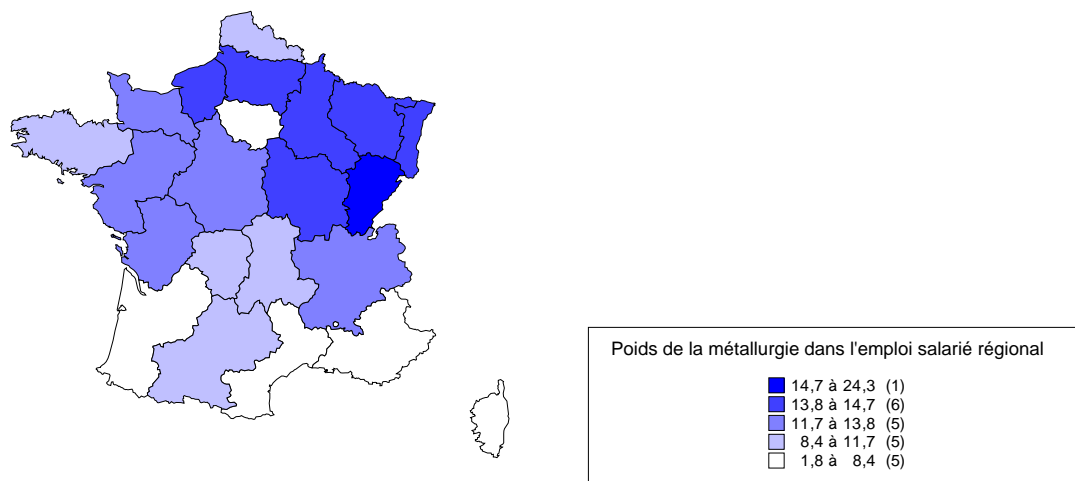 Poids de la métallurgie dans l'emploi salarié régional
14,7 à 24,3 (1)
13,8 à 14,7 (6)
11,7 à 13,8 (5)
8,4 à 11,7 (5)
1,8 à 8,4 (5)